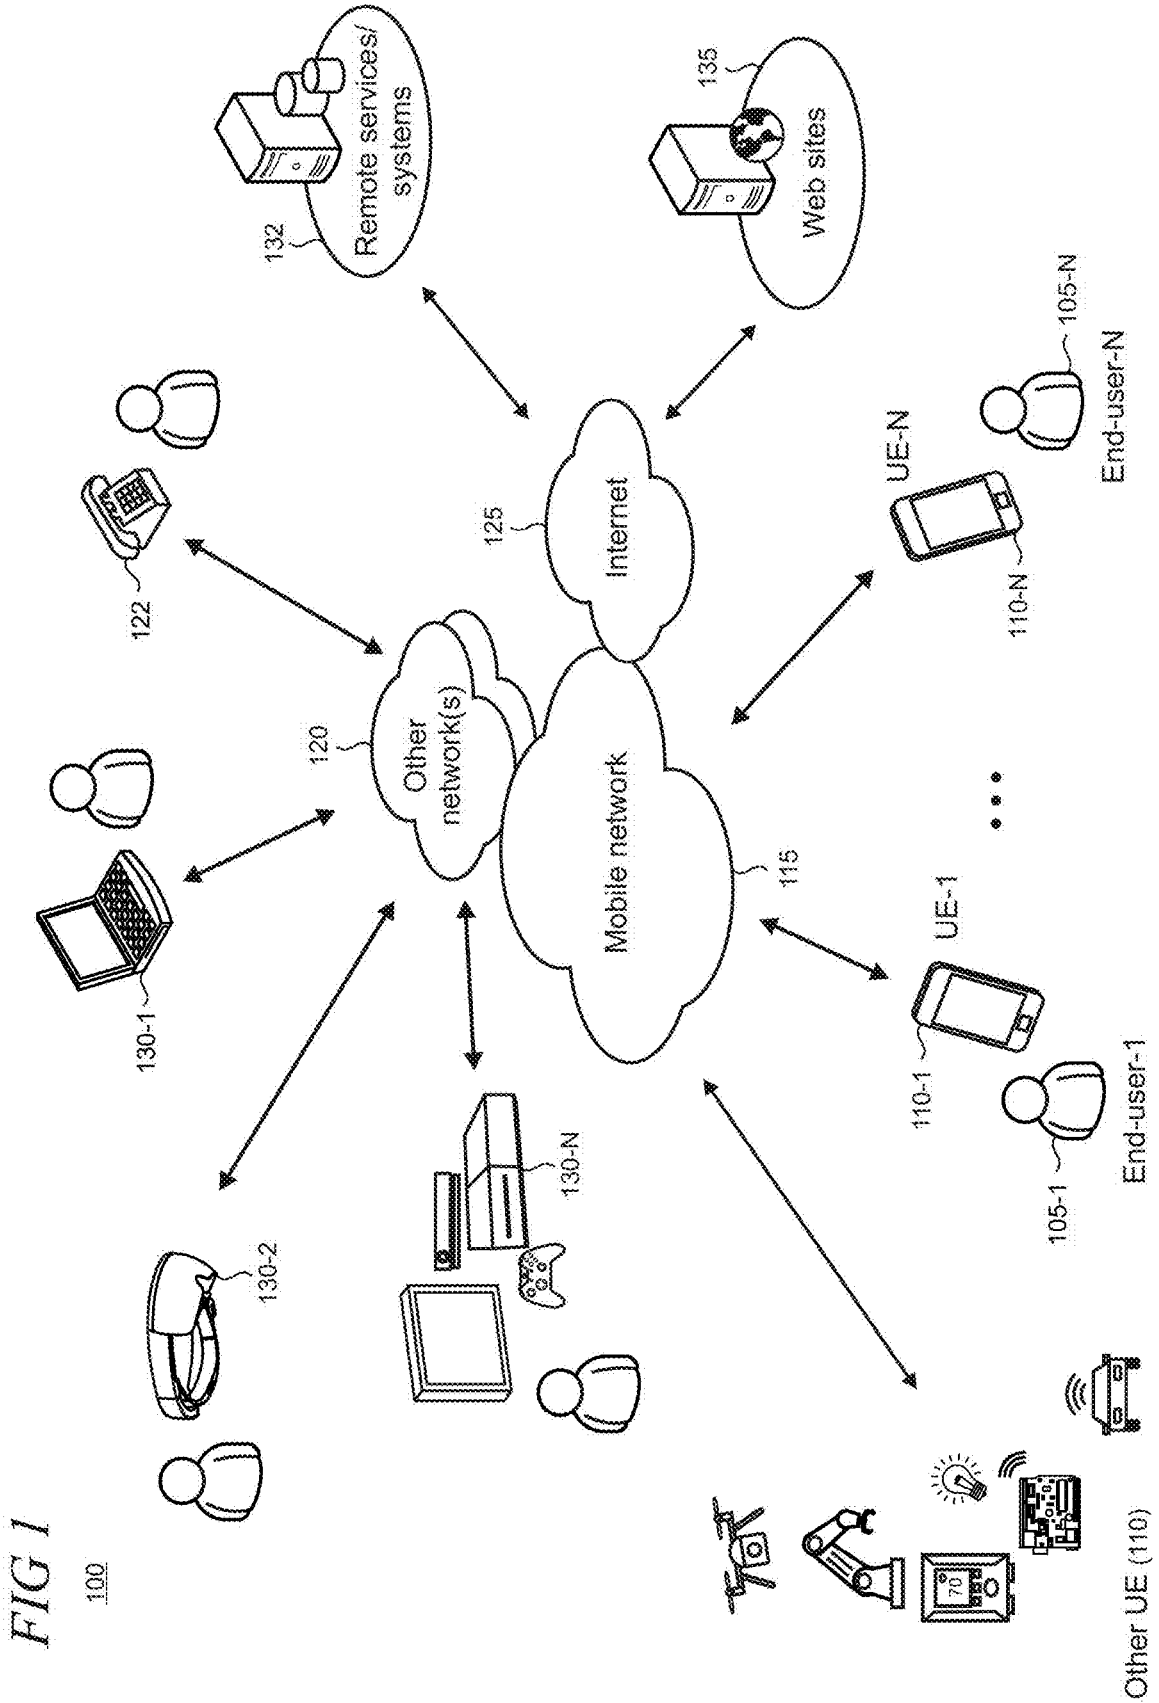 FIG 1
100
130-1
122
132
Remote services/
systems
130-2
120
Other
network(s)
125
Internet
135
Web sites
130-N
Mobile network
115
Other UE (110)
70
110-1
UE-1
105-1
End-user-1
110-N
UE-N
105-N
End-user-N